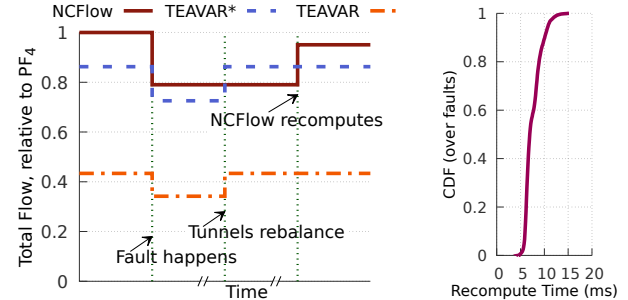 NCFlow TEAVAR* TEAVAR
Total Flow, relative to PF4
1
0.8
0.6
0.4
0.2
0
NCFlow recomputes
Tunnels rebalance
Fault happens
Time
CDF (over faults)
1
0.8
0.6
0.4
0.2
0
0 5 10 15 20
Recompute Time (ms)